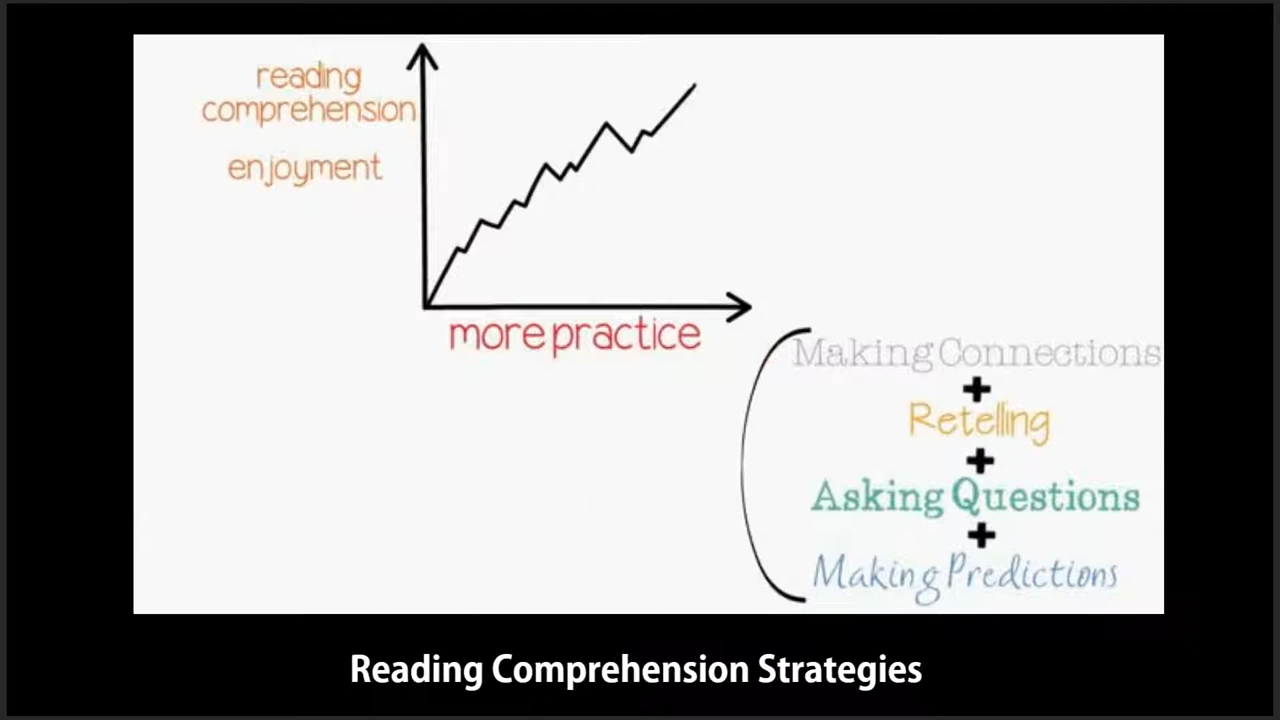 reading
comprehension
enjoyment
more practice
Making Connections
+
Retelling
+
Asking Questions
+
Making Predictions
Reading Comprehension Strategies